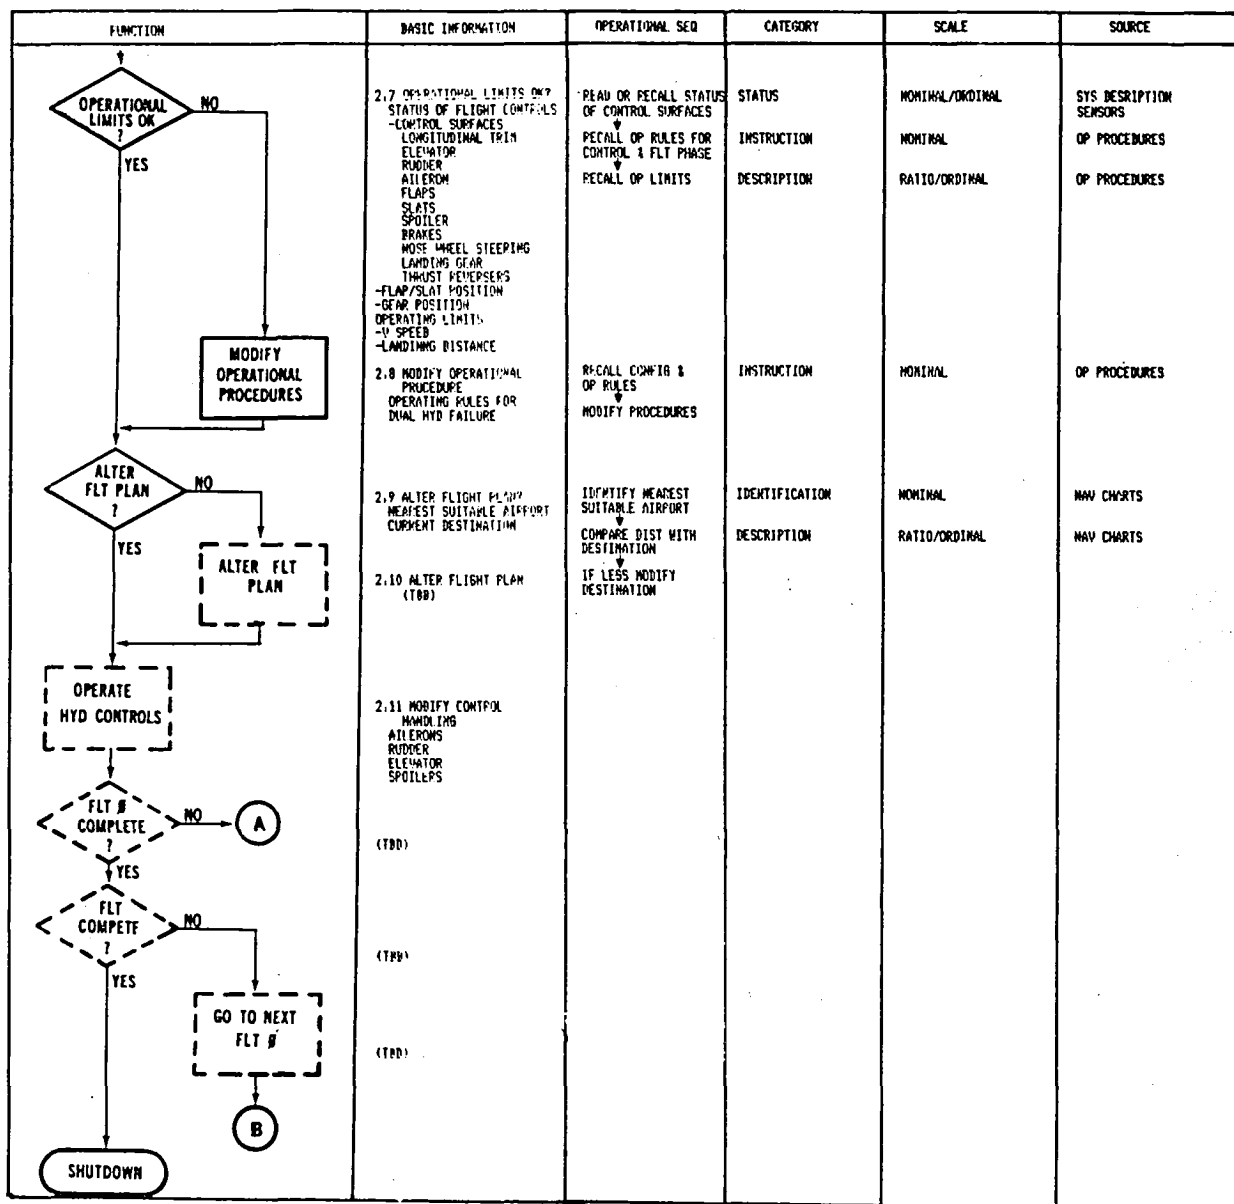 FUNCTION
BASIC INFORMATION
OPERATIONAL SEQ
CATEGORY
SCALE
SOURCE
OPERATIONAL
LIMITS OK
?
NO
YES
MODIFY
OPERATIONAL
PROCEDURES
ALTER
FLT PLAN
?
NO
YES
ALTER FLT
PLAN
OPERATE
HYD CONTROLS
FLT Ø
COMPLETE
?
NO
A
YES
FLT
COMPETE
?
NO
YES
GO TO NEXT
FLT Ø
B
SHUTDOWN
2.7 OPERATIONAL LIMITS OK?
STATUS OF FLIGHT CONTROLS
-CONTROL SURFACES
LONGITUDINAL TRIM
ELEVATOR
RUDDER
AILERON
FLAPS
SLATS
SPOILER
BRAKES
NOSE WHEEL STEERING
LANDING GEAR
THRUST REVERSERS
-FLAP/SLAT POSITION
-GEAR POSITION
OPERATING LIMITS
-V SPEED
-LANDINNG DISTANCE
2.8 MODIFY OPERATIONAL
PROCEDURE
OPERATING RULES FOR
DUAL HYD FAILURE
2.9 ALTER FLIGHT PLAN?
NEAREST SUITABLE AIRPORT
CURRENT DESTINATION
2.10 ALTER FLIGHT PLAN
(TBD)
2.11 MODIFY CONTROL
HANDLING
AILERONS
RUDDER
ELEVATOR
SPOILERS
(TBD)
(TBD)
(TBD)
READ OR RECALL STATUS
OF CONTROL SURFACES
RECALL OP RULES FOR
CONTROL & FLT PHASE
RECALL OP LIMITS
RECALL CONFIG &
OP RULES
MODIFY PROCEDURES
IDENTIFY NEAREST
SUITABLE AIRPORT
COMPARE DIST WITH
DESTINATION
IF LESS MODIFY
DESTINATION
STATUS
INSTRUCTION
DESCRIPTION
INSTRUCTION
IDENTIFICATION
DESCRIPTION
NOMINAL/ORDINAL
NOMINAL
RATIO/ORDINAL
NOMINAL
NOMINAL
RATIO/ORDINAL
SYS DESRIPTION
SENSORS
OP PROCEDURES
OP PROCEDURES
OP PROCEDURES
NAV CHARTS
NAV CHARTS